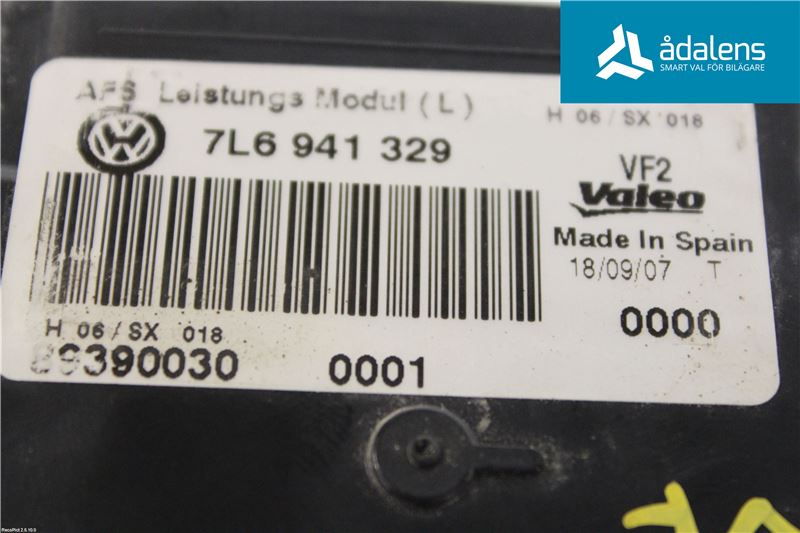 ådalens
SMART VAL FÖR BILÄGARE
AFS Leistungs Modul (L)
H 06/SX 018
7L6 941 329
VF2
Valeo
Made In Spain
18/09/07 T
0000
H 06/SX 018
89390030 0001